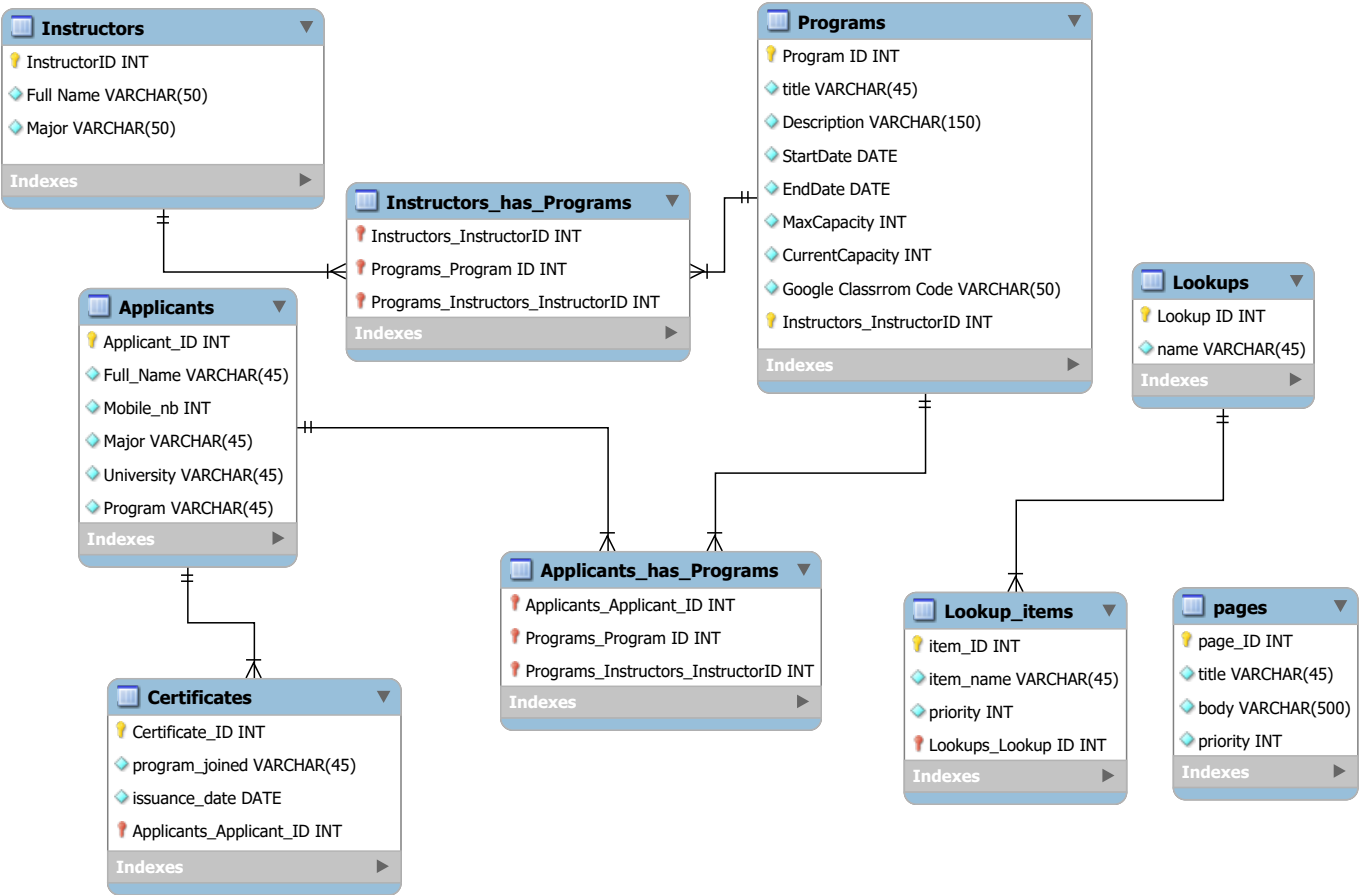 Instructors
InstructorID INT
Full Name VARCHAR(50)
Major VARCHAR(50)
Indexes
Programs
Program ID INT
title VARCHAR(45)
Description VARCHAR(150)
StartDate DATE
EndDate DATE
MaxCapacity INT
CurrentCapacity INT
Google Classrrom Code VARCHAR(50)
Instructors_InstructorID INT
Indexes
Instructors_has_Programs
Instructors_InstructorID INT
Programs_Program ID INT
Programs_Instructors_InstructorID INT
Indexes
Lookups
Lookup ID INT
name VARCHAR(45)
Indexes
Applicants
Applicant_ID INT
Full_Name VARCHAR(45)
Mobile_nb INT
Major VARCHAR(45)
University VARCHAR(45)
Program VARCHAR(45)
Indexes
Applicants_has_Programs
Applicants_Applicant_ID INT
Programs_Program ID INT
Programs_Instructors_InstructorID INT
Indexes
Lookup_items
item_ID INT
item_name VARCHAR(45)
priority INT
Lookups_Lookup ID INT
Indexes
pages
page_ID INT
title VARCHAR(45)
body VARCHAR(500)
priority INT
Indexes
Certificates
Certificate_ID INT
program_joined VARCHAR(45)
issuance_date DATE
Applicants_Applicant_ID INT
Indexes